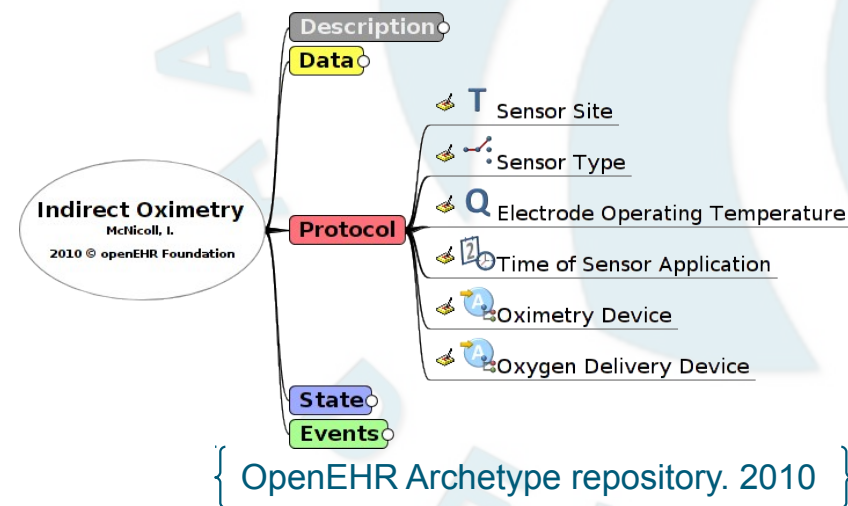 Description
Data
T Sensor Site
Sensor Type
Q Electrode Operating Temperature
Indirect Oximetry
McNicoll, I.
2010 © openEHR Foundation
Protocol
2 Time of Sensor Application
A Oximetry Device
A Oxygen Delivery Device
State
Events
{ OpenEHR Archetype repository. 2010 }